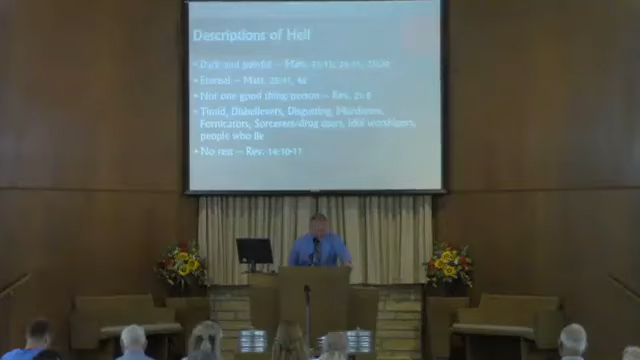 Descriptions of Hell
• Dark and painful – Matt.
• Eternal – Matt. 25:41, 46
• Not one good thing/person – Rev. 21:8
• Timid, Disbelievers, Disgusting, Murderers,
Fornicators, Sorcerers/drug users, Idol worshippers,
people who lie
• No rest – Rev. 14:10-11